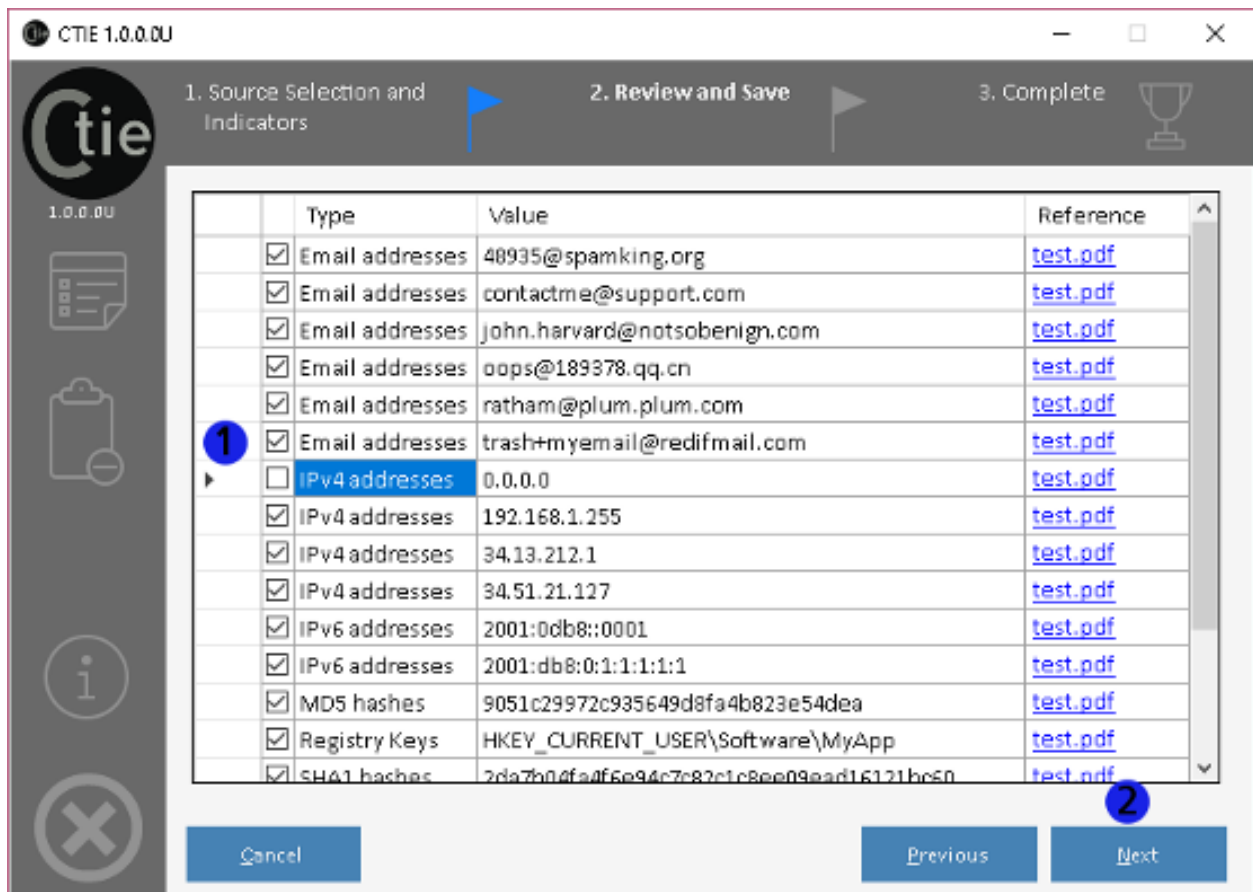 CTIE 1.0.0.0U
Ctie
1.0.0.0U
1. Source Selection and
Indicators
2. Review and Save
3. Complete
Type Value Reference
Email addresses 48935@spamking.org test.pdf
Email addresses contactme@support.com test.pdf
Email addresses john.harvard@notsobenign.com test.pdf
Email addresses oops@189378.qq.cn test.pdf
Email addresses ratham@plum.plum.com test.pdf
1 Email addresses trash+myemail@redifmail.com test.pdf
IPv4 addresses 0.0.0.0 test.pdf
IPv4 addresses 192.168.1.255 test.pdf
IPv4 addresses 34.13.212.1 test.pdf
IPv4 addresses 34.51.21.127 test.pdf
IPv6 addresses 2001:0db8::0001 test.pdf
IPv6 addresses 2001:db8:0:1:1:1:1:1 test.pdf
MD5 hashes 9051c29972c935649d8fa4b823e54dea test.pdf
Registry Keys HKEY_CURRENT_USER\Software\MyApp test.pdf
SHA1 hashes 2da7b04fa4f6e94c7c82c1c8ee09ead16121bc60 test.pdf
2
Cancel Previous Next